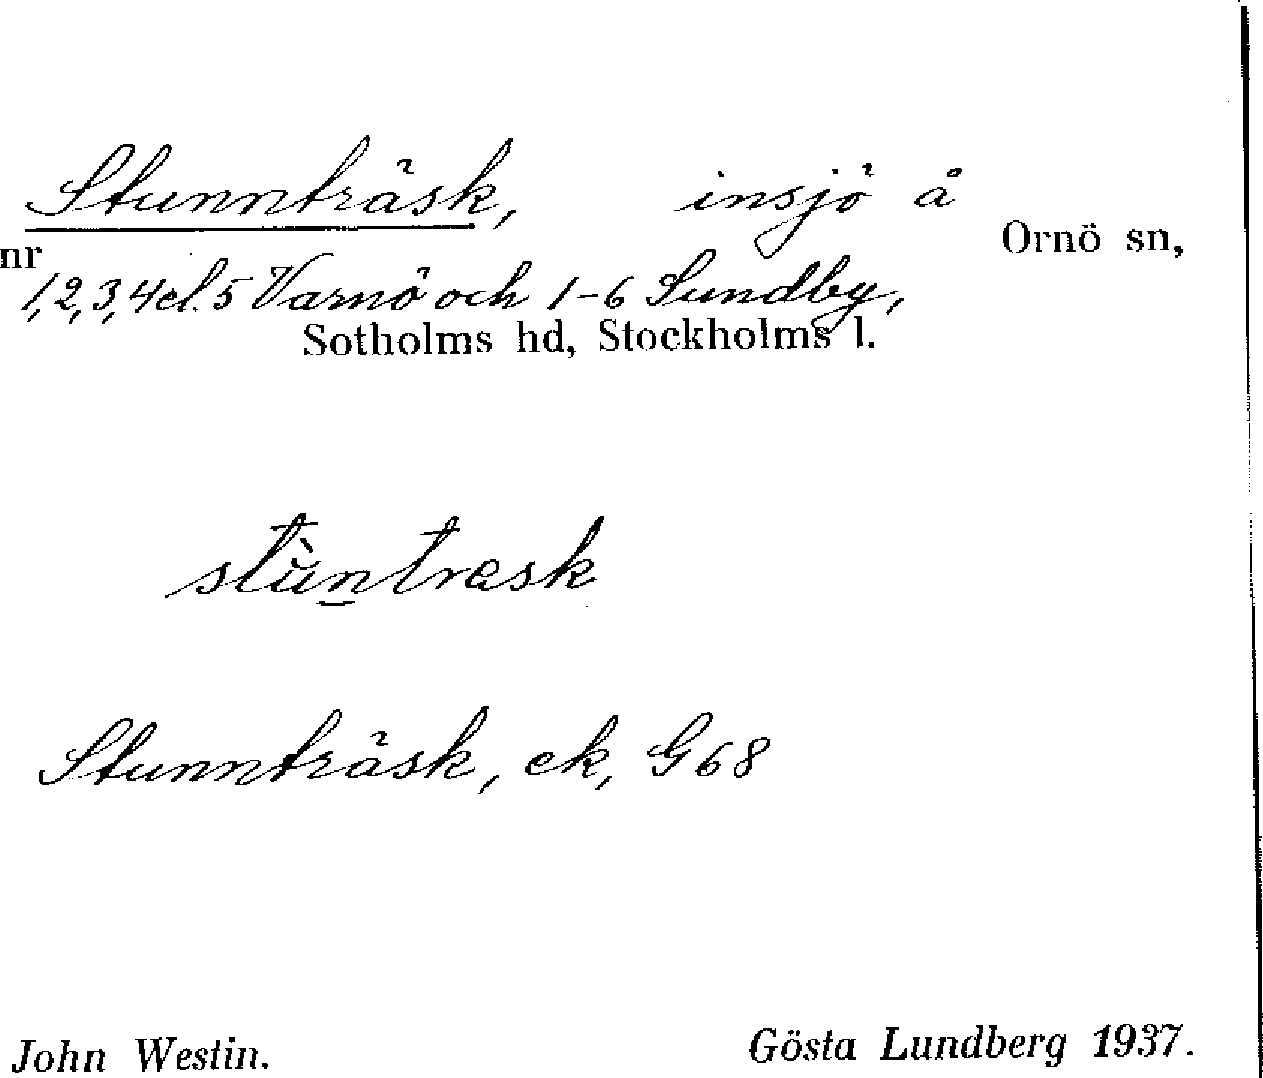 Stunnträsk, insjö å
Ornö sn,
nr
1,2,3,4 el. 5 Varnö och 1-6 Sundby,
Sotholms hd, Stockholms l.
stùntresk
Stunnträsk, ek, G68
John Westin. Gösta Lundberg 1937.